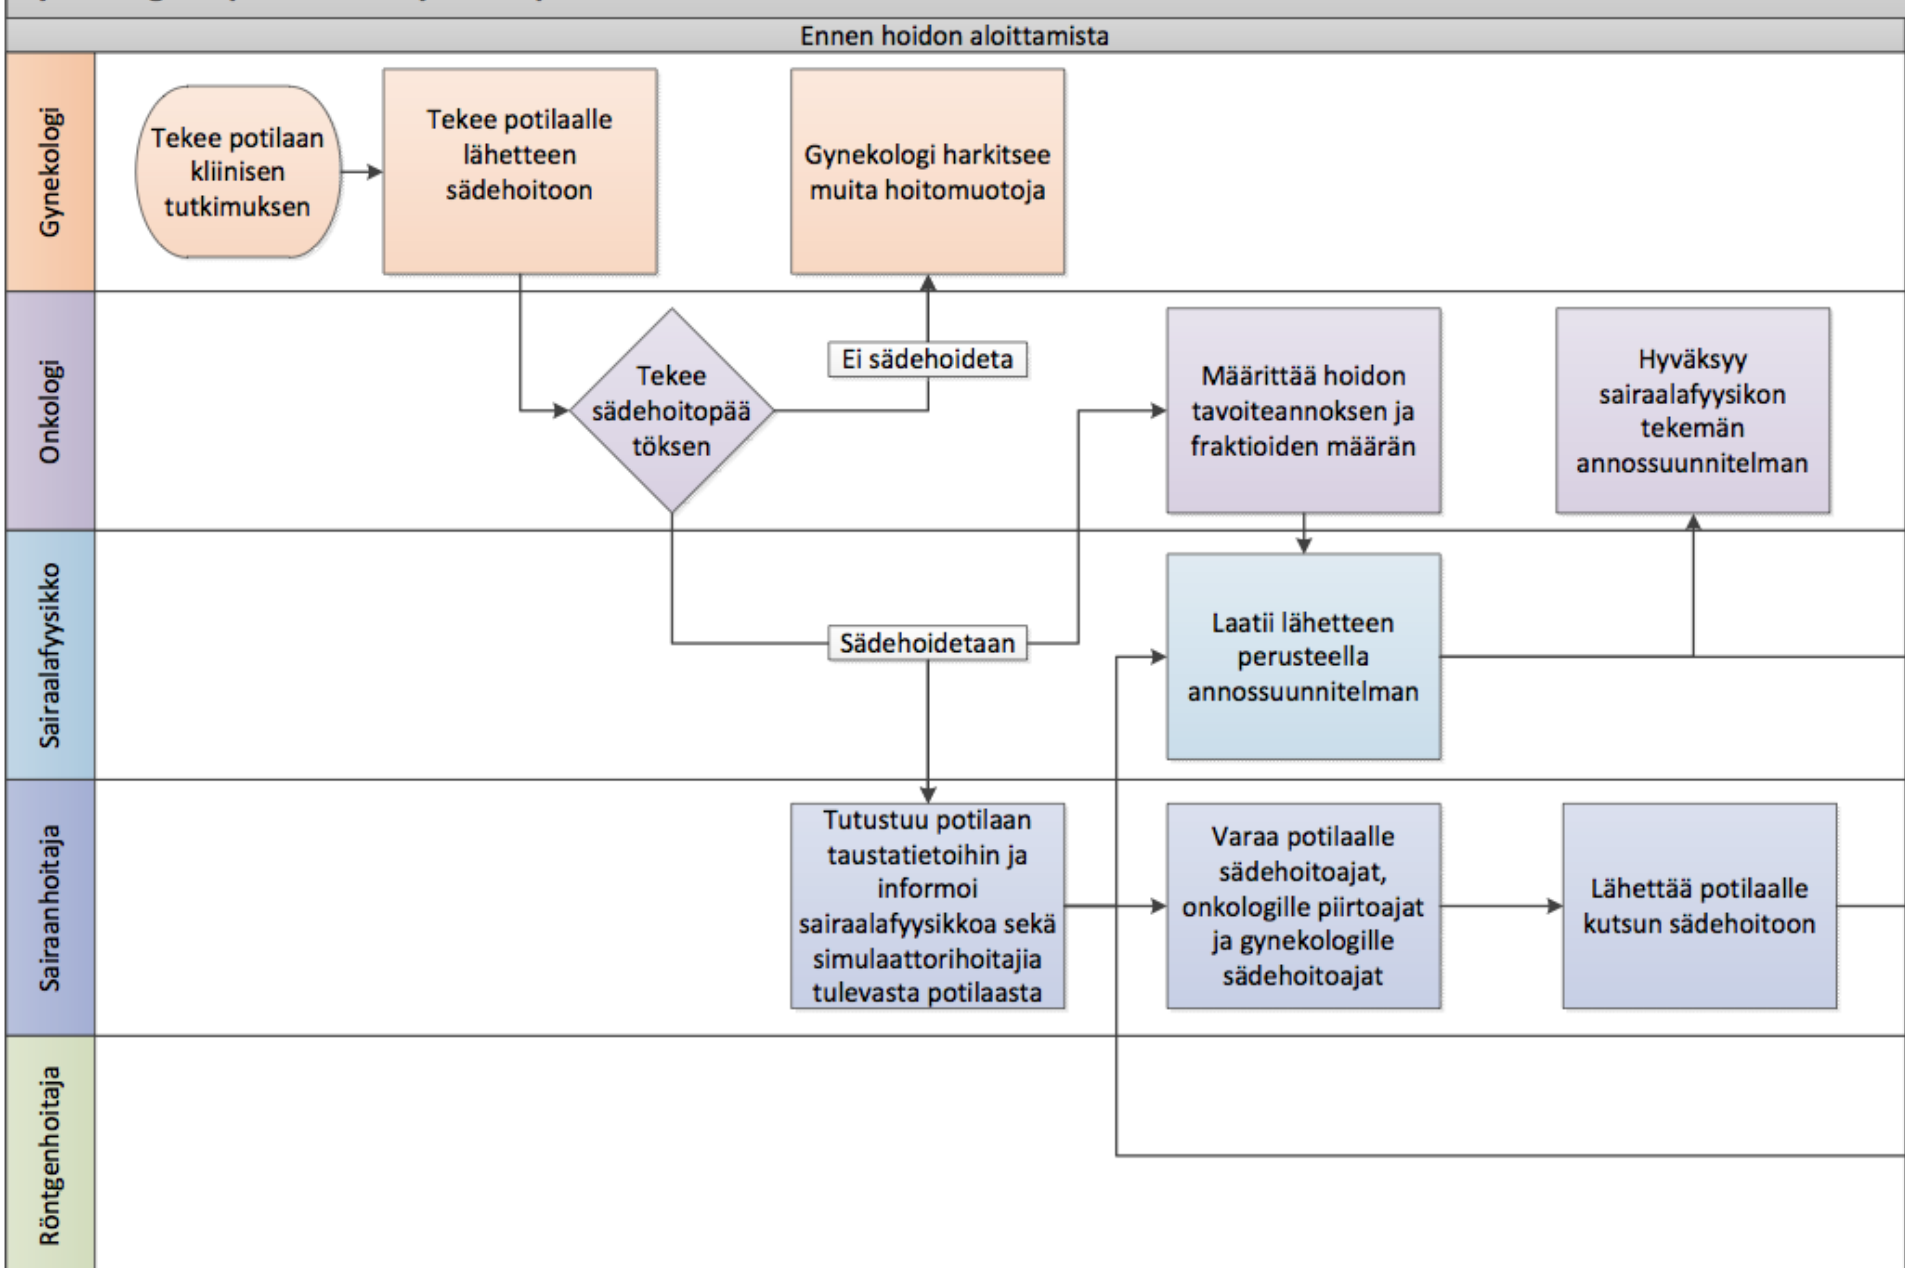 Ennen hoidon aloittamista
Gynekologi
Tekee potilaan
kliinisen
tutkimuksen
Tekee potilaalle
lähetteen
sädehoitoon
Gynekologi harkitsee
muita hoitomuotoja
Onkologi
Tekee
sädehoitopää
töksen
Ei sädehoideta
Määrittää hoidon
tavoiteannoksen ja
fraktioiden määrän
Hyväksyy
sairaalafyysikon
tekemän
annossuunnitelman
Sairaalafyysikko
Sädehoidetaan
Laatii lähetteen
perusteella
annossuunnitelman
Sairaanhoitaja
Tutustuu potilaan
taustatietoihin ja
informoi
sairaalafyysikkoa sekä
simulaattorihoitajia
tulevasta potilaasta
Varaa potilaalle
sädehoitoajat,
onkologille piirtoajat
ja gynekologille
sädehoitoajat
Lähettää potilaalle
kutsun sädehoitoon
Röntgenhoitaja